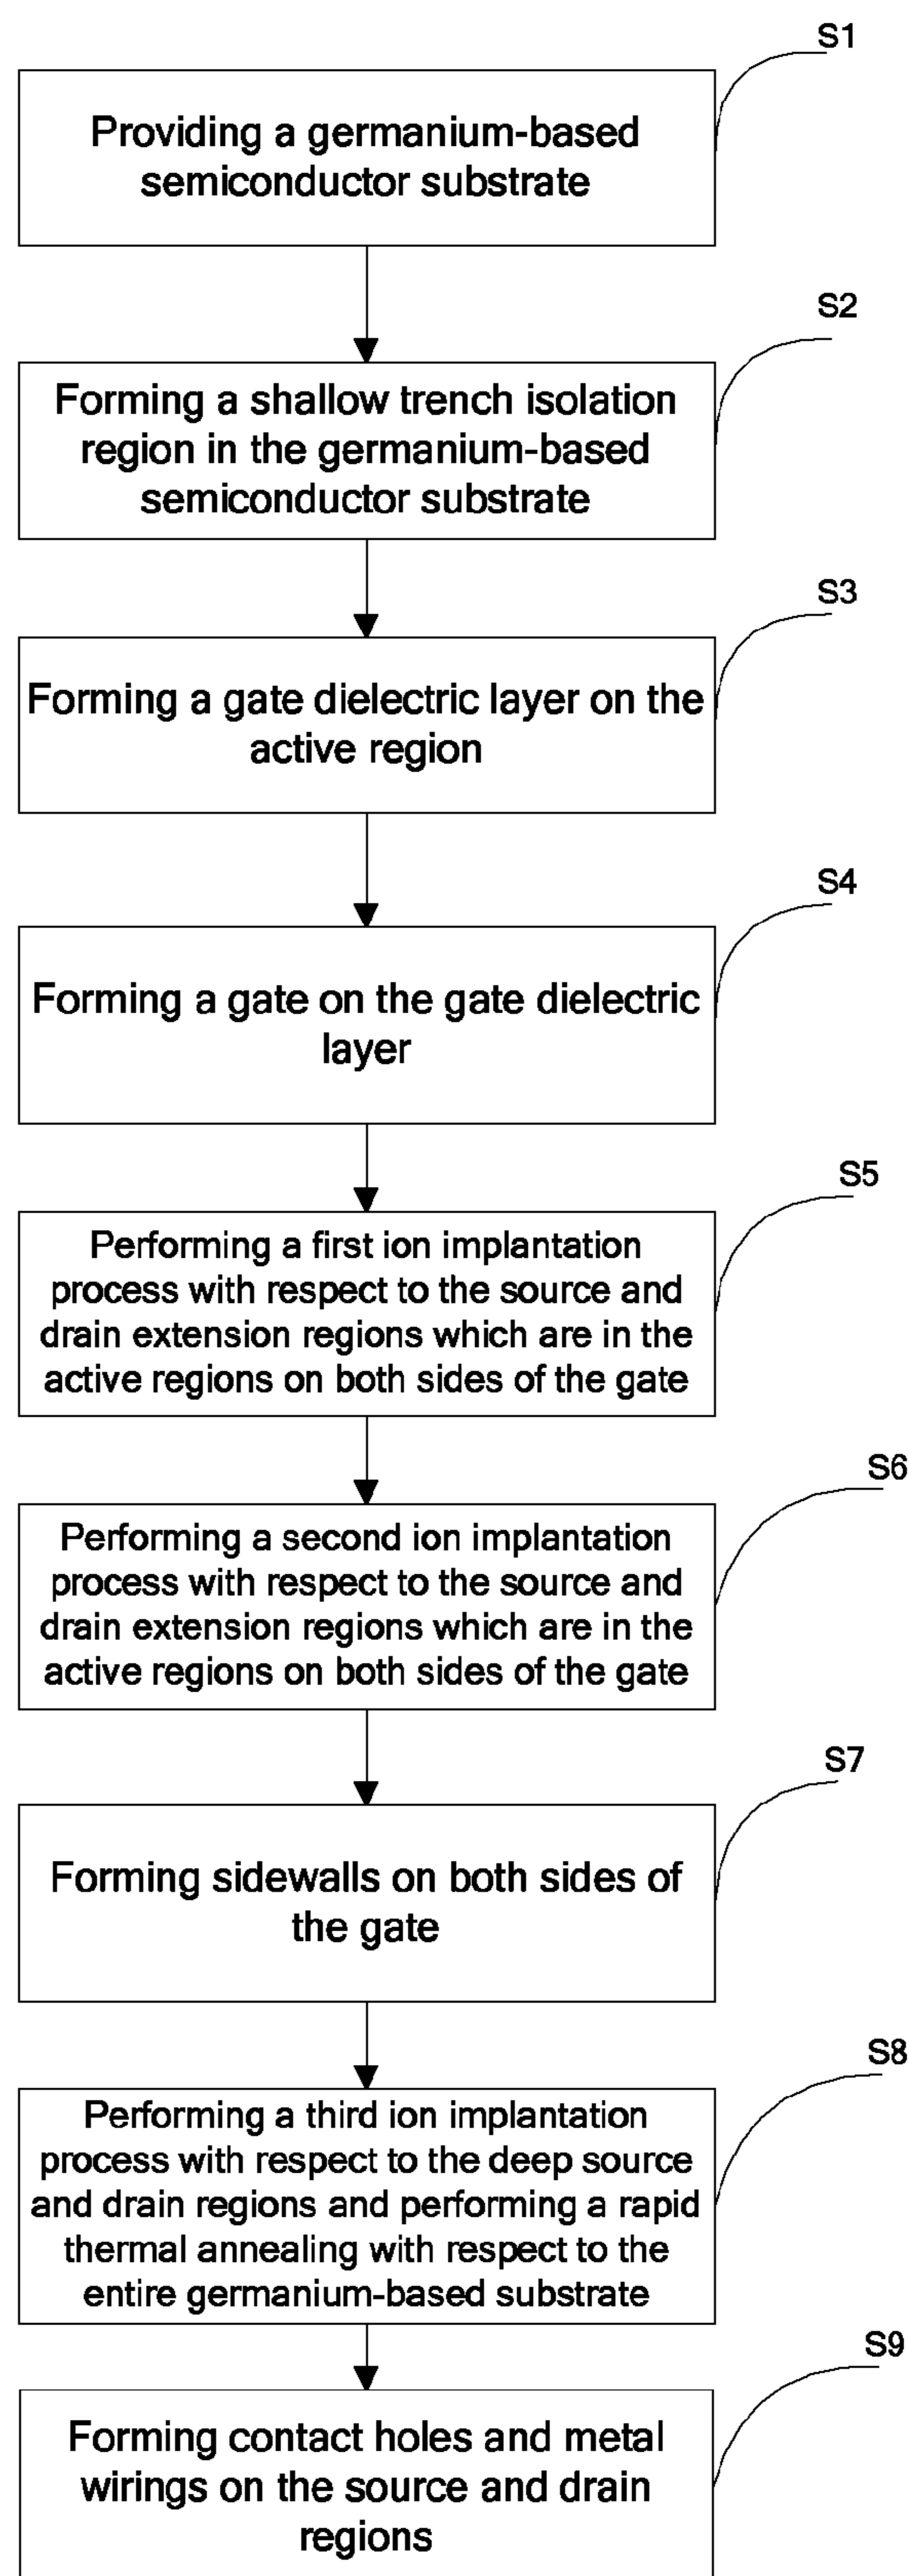 S1
Providing a germanium-based
semiconductor substrate
S2
Forming a shallow trench isolation
region in the germanium-based
semiconductor substrate
S3
Forming a gate dielectric layer on the
active region
S4
Forming a gate on the gate dielectric
layer
S5
Performing a first ion implantation
process with respect to the source and
drain extension regions which are in the
active regions on both sides of the gate
S6
Performing a second ion implantation
process with respect to the source and
drain extension regions which are in the
active regions on both sides of the gate
S7
Forming sidewalls on both sides of
the gate
S8
Performing a third ion implantation
process with respect to the deep source
and drain regions and performing a rapid
thermal annealing with respect to the
entire germanium-based substrate
S9
Forming contact holes and metal
wirings on the source and drain
regions